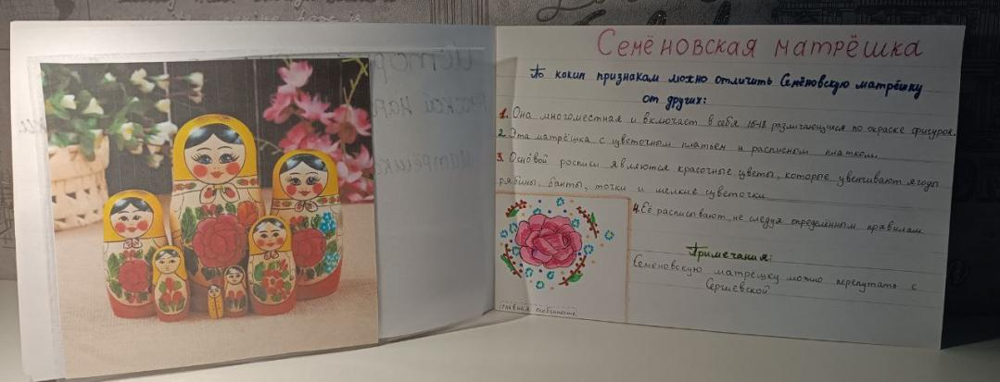 Семёновская матрёшка
По каким признакам можно отличить Семёновскую матрёшку
от других:
1. Она многоместная и включает в себя 15-18 различающихся по окраске фигурок.
2. Эта матрёшка с цветочным платьем и расписным платком.
3. Основой росписи являются красочные цветы, которые увенчивают ягоды
рябины, банты, точки и мелкие цветочки.
4. Её расписывают, не следуя определённым правилам
Примечания:
Семёновскую матрёшку можно перепутать с
Сергиевской
главная особенность